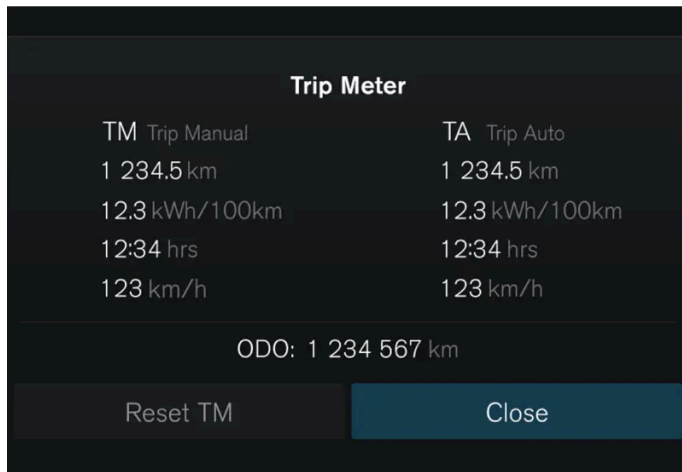 Trip Meter
TM Trip Manual
1 234.5 km
12.3 kWh/100km
12:34 hrs
123 km/h
TA Trip Auto
1 234.5 km
12.3 kWh/100km
12:34 hrs
123 km/h
ODO: 1 234 567 km
Reset TM
Close